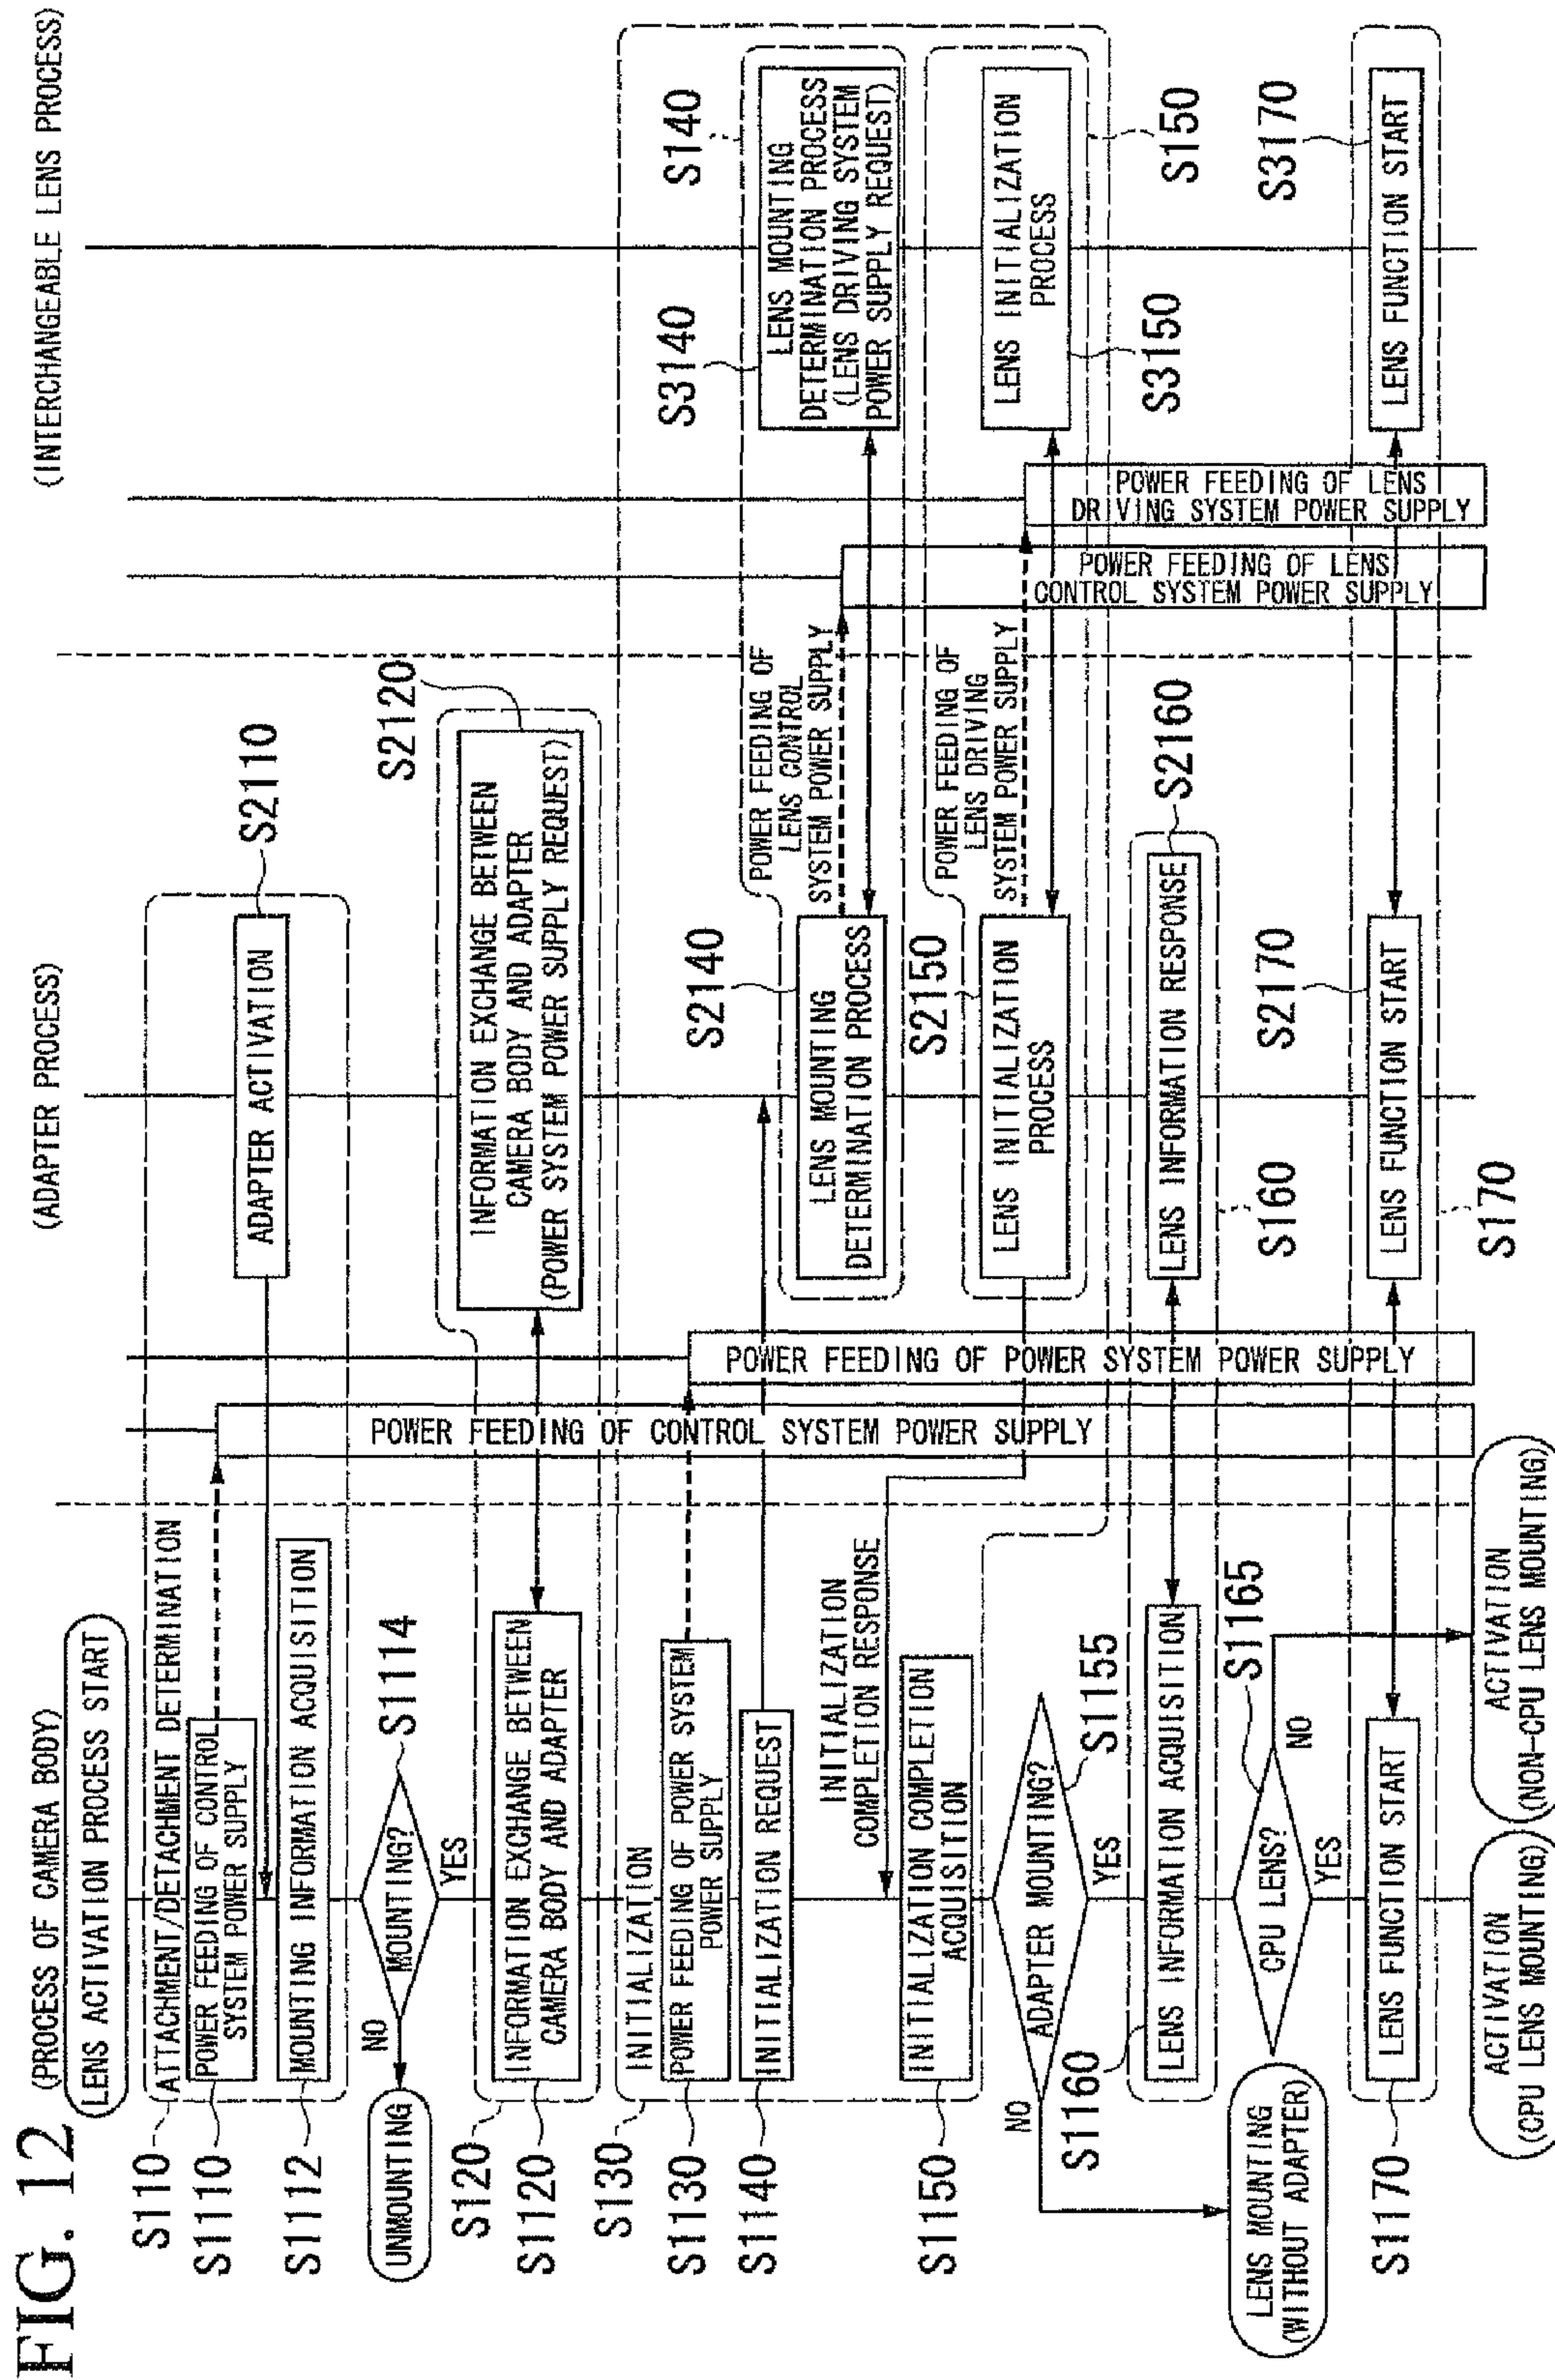 FIG. 12
(PROCESS OF CAMERA BODY)
(ADAPTER PROCESS)
(INTERCHANGEABLE LENS PROCESS)
LENS ACTIVATION PROCESS START
S110
ATTACHMENT/DETACHMENT DETERMINATION
S1110
POWER FEEDING OF CONTROL
SYSTEM POWER SUPPLY
S2110
ADAPTER ACTIVATION
S1112
MOUNTING INFORMATION ACQUISITION
MOUNTING?
S1114
NO
YES
UNMOUNTING
POWER FEEDING OF CONTROL SYSTEM POWER SUPPLY
S120
S1120
INFORMATION EXCHANGE BETWEEN
CAMERA BODY AND ADAPTER
S2120
INFORMATION EXCHANGE BETWEEN
CAMERA BODY AND ADAPTER
(POWER SYSTEM POWER SUPPLY REQUEST)
S130
INITIALIZATION
S1130
POWER FEEDING OF POWER SYSTEM
POWER SUPPLY
POWER FEEDING OF POWER SYSTEM POWER SUPPLY
S1140
INITIALIZATION REQUEST
S2140
LENS MOUNTING
DETERMINATION PROCESS
POWER FEEDING OF
LENS CONTROL
SYSTEM POWER SUPPLY
S3140
S140
LENS MOUNTING
DETERMINATION PROCESS
(LENS DRIVING SYSTEM
POWER SUPPLY REQUEST)
INITIALIZATION
COMPLETION RESPONSE
S1150
INITIALIZATION COMPLETION
ACQUISITION
S2150
LENS INITIALIZATION
PROCESS
POWER FEEDING OF
LENS DRIVING
SYSTEM POWER SUPPLY
LENS INITIALIZATION
PROCESS
S3150
S150
POWER FEEDING OF LENS
CONTROL SYSTEM POWER SUPPLY
POWER FEEDING OF LENS
DRIVING SYSTEM POWER SUPPLY
ADAPTER MOUNTING?
S1155
NO
YES
LENS MOUNTING
(WITHOUT ADAPTER)
S1160
LENS INFORMATION ACQUISITION
LENS INFORMATION RESPONSE
S2160
S160
CPU LENS?
S1165
NO
YES
S1170
LENS FUNCTION START
S2170
LENS FUNCTION START
S3170
LENS FUNCTION START
S170
ACTIVATION
(CPU LENS MOUNTING)
ACTIVATION
(NON-CPU LENS MOUNTING)